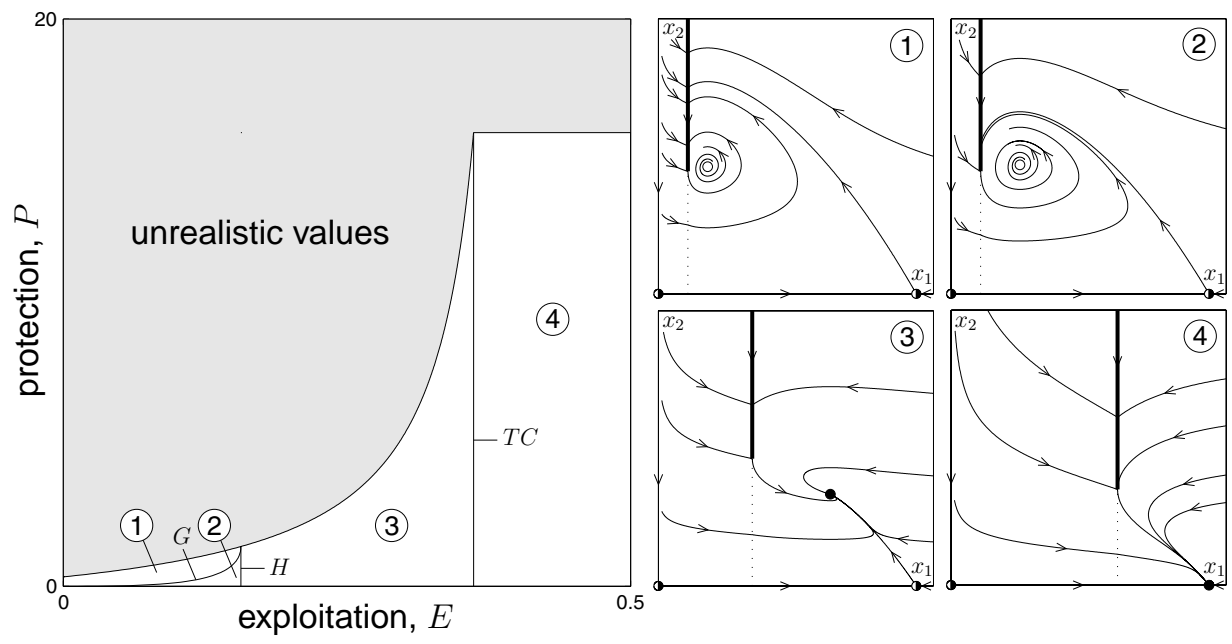 20
protection, P
0
unrealistic values
1
G
2
H
3
4
TC
0
exploitation, E
0.5
x2
1
x1
x2
2
x1
x2
3
x1
x2
4
x1